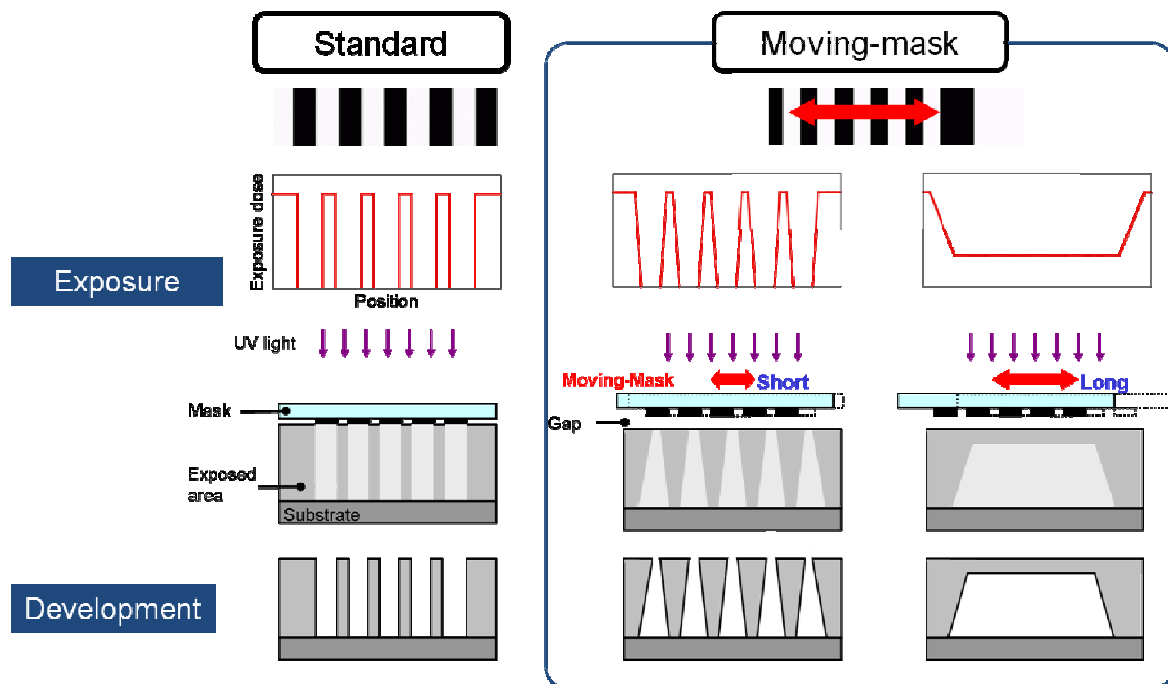 Standard
Moving-mask
Exposure dose
Position
Exposure
UV light
Moving-Mask
Short
Long
Mask
Gap
Exposed
area
Substrate
Development